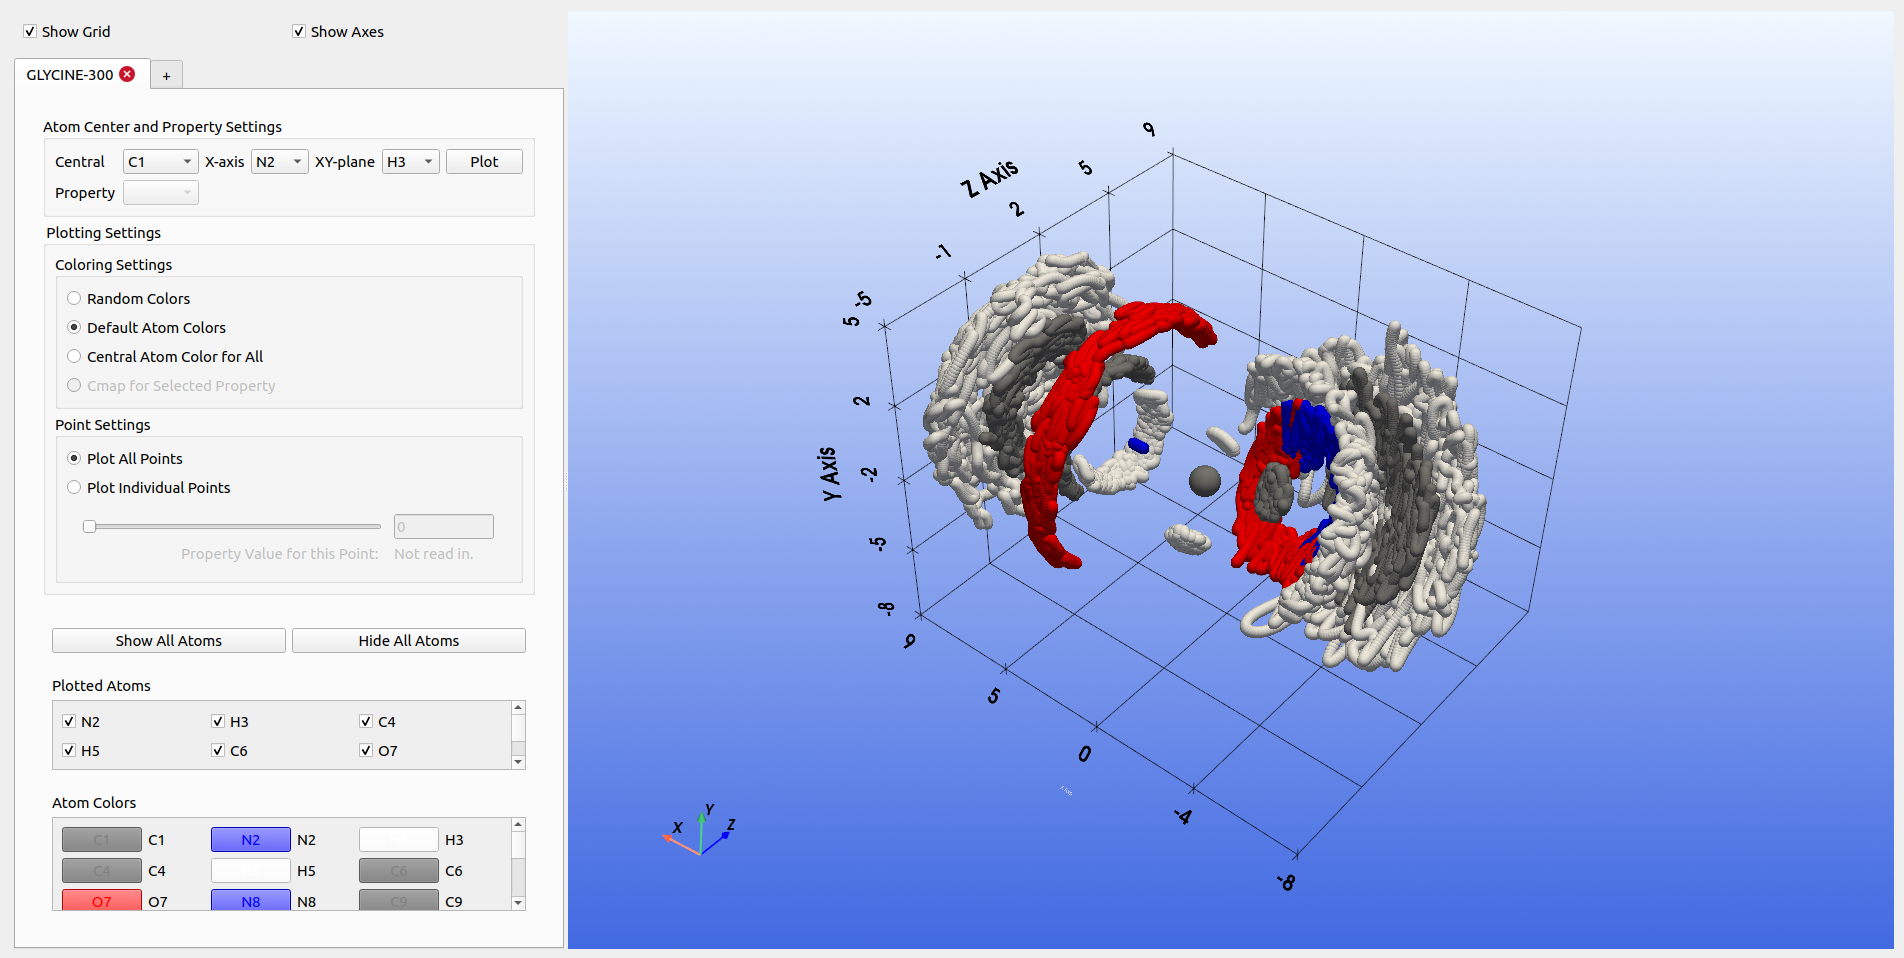 Show Grid
Show Axes
GLYCINE-300
+
Atom Center and Property Settings
Central C1 X-axis N2 XY-plane H3 Plot
Property
Plotting Settings
Coloring Settings
Random Colors
Default Atom Colors
Central Atom Color for All
Cmap for Selected Property
Point Settings
Plot All Points
Plot Individual Points
0
Property Value for this Point: Not read in.
Show All Atoms
Hide All Atoms
Plotted Atoms
N2 H3 C4
H5 C6 O7
Atom Colors
C1 C1 N2 N2 H3
C4 C4 H5 C6 C6
O7 O7 N8 N8 C9 C9
9
5
Z Axis
2
-1
-5
5
2
Y Axis
-2
-5
-8
9
5
0
-4
-8
X
Y
Z